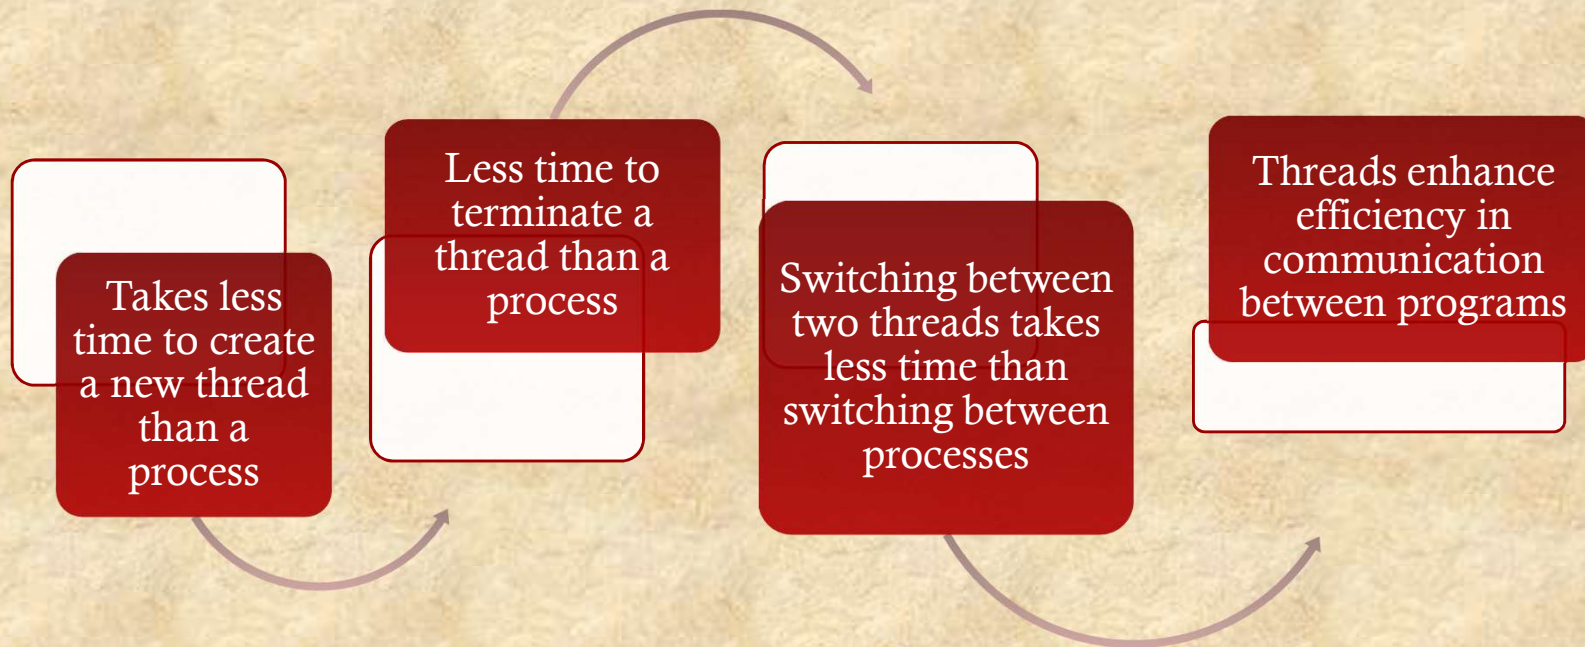 Takes less
time to create
a new thread
than a
process
Less time to
terminate a
thread than a
process
Switching between
two threads takes
less time than
switching between
processes
Threads enhance
efficiency in
communication
between programs